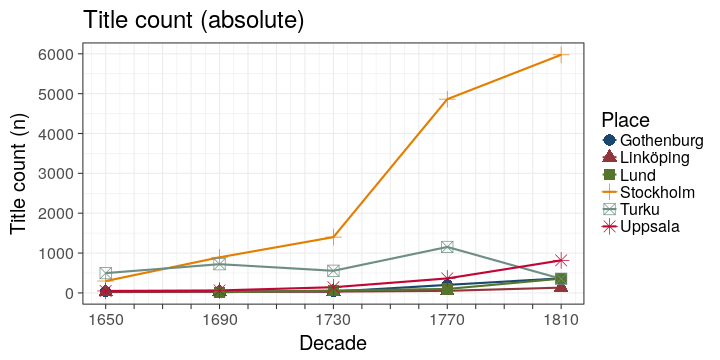 Title count (absolute)
Title count (n)
6000
5000
4000
3000
2000
1000
0
1650 1690 1730 1770 1810
Decade
Place
Gothenburg
Linköping
Lund
Stockholm
Turku
Uppsala